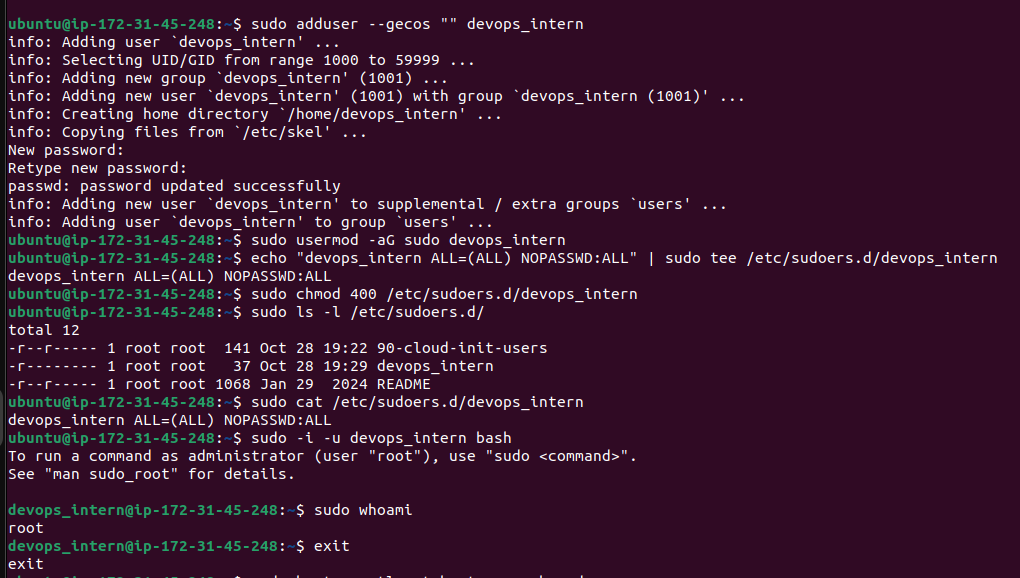 ubuntu@ip-172-31-45-248:~$ sudo adduser --gecos "" devops_intern
info: Adding user `devops_intern' ...
info: Selecting UID/GID from range 1000 to 59999 ...
info: Adding new group `devops_intern' (1001) ...
info: Adding new user `devops_intern' (1001) with group `devops_intern (1001)' ...
info: Creating home directory `/home/devops_intern' ...
info: Copying files from `/etc/skel' ...
New password:
Retype new password:
passwd: password updated successfully
info: Adding new user `devops_intern' to supplemental / extra groups `users' ...
info: Adding user `devops_intern' to group `users' ...
ubuntu@ip-172-31-45-248:~$ sudo usermod -aG sudo devops_intern
ubuntu@ip-172-31-45-248:~$ echo "devops_intern ALL=(ALL) NOPASSWD:ALL" | sudo tee /etc/sudoers.d/devops_intern
devops_intern ALL=(ALL) NOPASSWD:ALL
ubuntu@ip-172-31-45-248:~$ sudo chmod 400 /etc/sudoers.d/devops_intern
ubuntu@ip-172-31-45-248:~$ sudo ls -l /etc/sudoers.d/
total 12
-r--r----- 1 root root  141 Oct 28 19:22 90-cloud-init-users
-r-------- 1 root root   37 Oct 28 19:29 devops_intern
-r--r----- 1 root root 1068 Jan 29  2024 README
ubuntu@ip-172-31-45-248:~$ sudo cat /etc/sudoers.d/devops_intern
devops_intern ALL=(ALL) NOPASSWD:ALL
ubuntu@ip-172-31-45-248:~$ sudo -i -u devops_intern bash
To run a command as administrator (user "root"), use "sudo <command>".
See "man sudo_root" for details.
devops_intern@ip-172-31-45-248:~$ sudo whoami
root
devops_intern@ip-172-31-45-248:~$ exit
exit